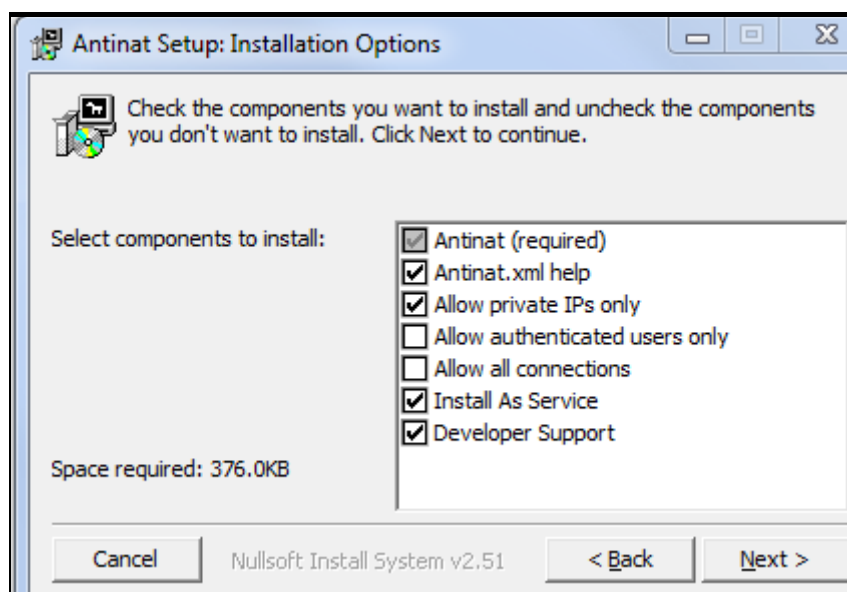 Antinat Setup: Installation Options
Check the components you want to install and uncheck the components
you don't want to install. Click Next to continue.
Select components to install:
Antinat (required)
Antinat.xml help
Allow private IPs only
Allow authenticated users only
Allow all connections
Install As Service
Developer Support
Space required: 376.0KB
Cancel
Nullsoft Install System v2.51
< Back
Next >